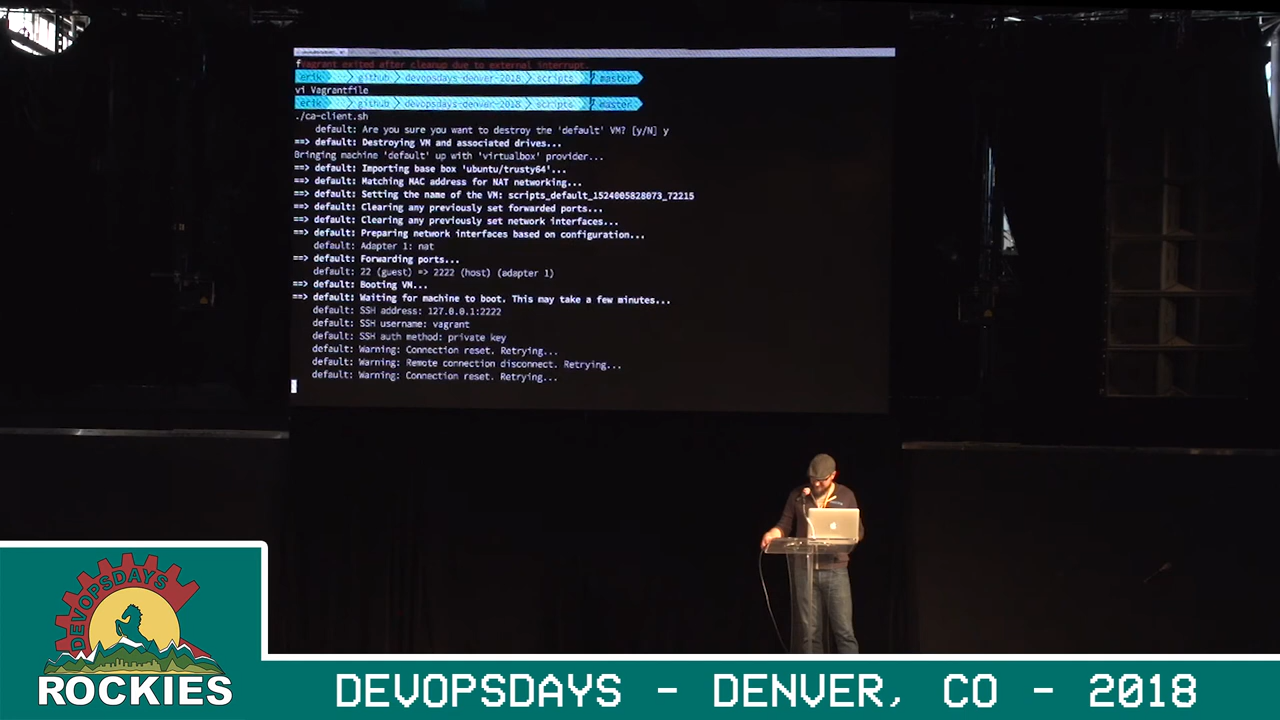 fvagrant exited after cleanup due to external interrupt.
erik github devopsdays-denver-2018 scripts master
vi Vagrantfile
erik github devopsdays-denver-2018 scripts master
./ca-client.sh
default: Are you sure you want to destroy the 'default' VM? [y/N] y
==> default: Destroying VM and associated drives...
Bringing machine 'default' up with 'virtualbox' provider...
==> default: Importing base box 'ubuntu/trusty64'...
==> default: Matching MAC address for NAT networking...
==> default: Setting the name of the VM: scripts_default_1524005828073_72215
==> default: Clearing any previously set forwarded ports...
==> default: Clearing any previously set network interfaces...
==> default: Preparing network interfaces based on configuration...
default: Adapter 1: nat
==> default: Forwarding ports...
default: 22 (guest) => 2222 (host) (adapter 1)
==> default: Booting VM...
==> default: Waiting for machine to boot. This may take a few minutes...
default: SSH address: 127.0.0.1:2222
default: SSH username: vagrant
default: SSH auth method: private key
default: Warning: Connection reset. Retrying...
default: Warning: Remote connection disconnect. Retrying...
default: Warning: Connection reset. Retrying...
DEVOPSDAYS
ROCKIES
DEVOPSDAYS - DENVER, CO - 2018